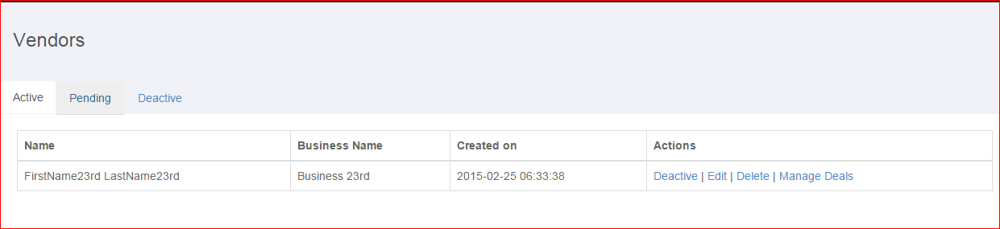 Vendors
Active Pending Deactive
Name Business Name Created on Actions
FirstName23rd LastName23rd Business 23rd 2015-02-25 06:33:38 Deactive | Edit | Delete | Manage Deals